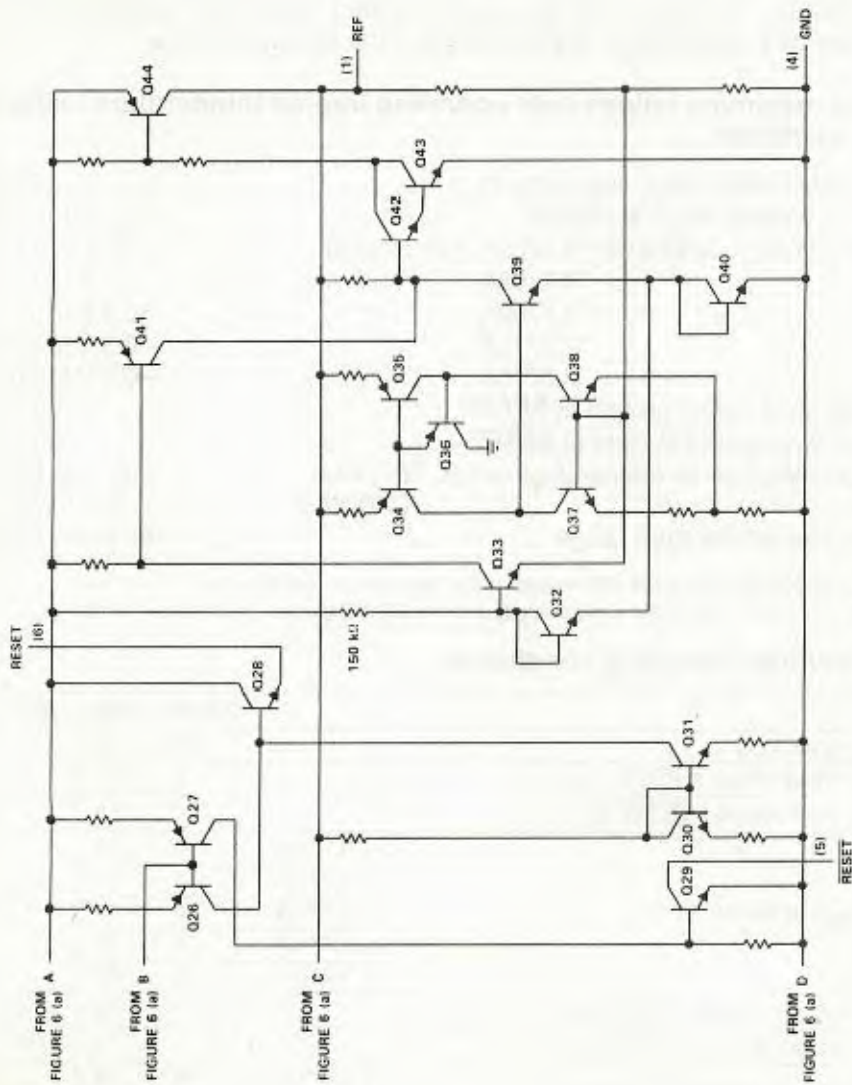 FROM
FIGURE 6 (a)
A
FROM
FIGURE 6 (a)
B
FROM
FIGURE 6 (a)
C
FROM
FIGURE 6 (a)
D
Q26
Q27
RESET
(6)
Q28
Q29
Q30
Q31
(5)
R̅E̅S̅E̅T̅
150 kΩ
Q32
Q33
Q34
Q35
Q36
Q37
Q38
Q39
Q40
Q41
Q42
Q43
Q44
(1)
REF
(4)
GND